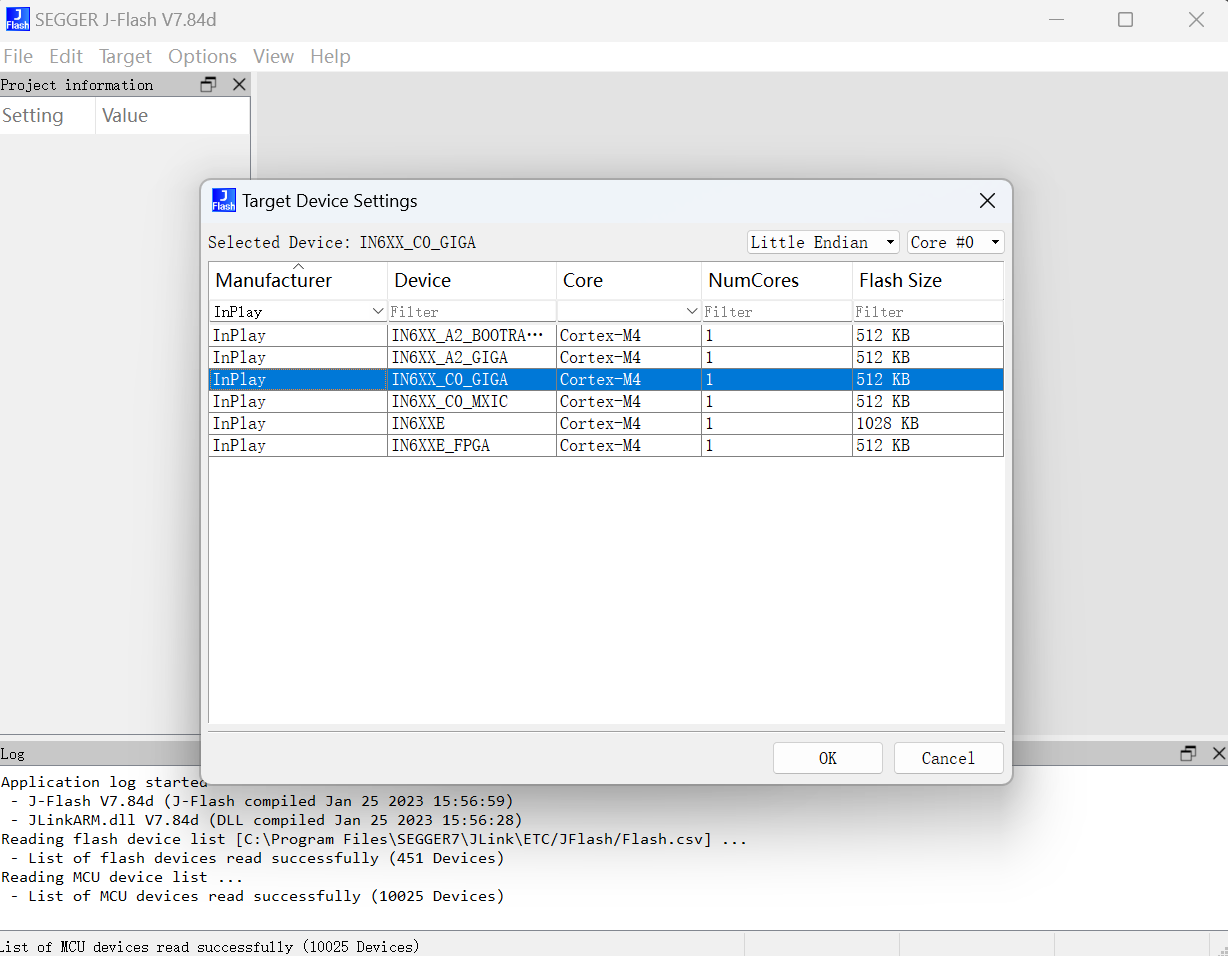 J
Flash SEGGER J-Flash V7.84d
File Edit Target Options View Help
Project information
Setting Value
J
Flash Target Device Settings
Selected Device: IN6XX_C0_GIGA Little Endian Core #0
Manufacturer Device Core NumCores Flash Size
InPlay Filter Filter Filter
InPlay IN6XX_A2_BOOTRA··· Cortex-M4 1 512 KB
InPlay IN6XX_A2_GIGA Cortex-M4 1 512 KB
InPlay IN6XX_C0_GIGA Cortex-M4 1 512 KB
InPlay IN6XX_C0_MXIC Cortex-M4 1 512 KB
InPlay IN6XXE Cortex-M4 1 1028 KB
InPlay IN6XXE_FPGA Cortex-M4 1 512 KB
OK Cancel
Log
Application log started
- J-Flash V7.84d (J-Flash compiled Jan 25 2023 15:56:59)
- JLinkARM.dll V7.84d (DLL compiled Jan 25 2023 15:56:28)
Reading flash device list [C:\Program Files\SEGGER7\JLink\ETC/JFlash/Flash.csv] ...
- List of flash devices read successfully (451 Devices)
Reading MCU device list ...
- List of MCU devices read successfully (10025 Devices)
List of MCU devices read successfully (10025 Devices)